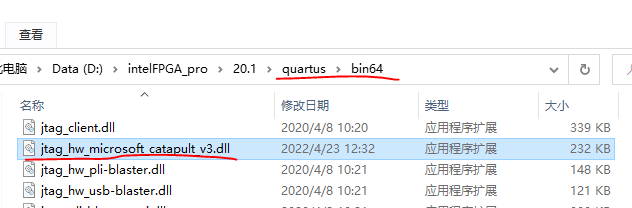 查看
电脑 > Data (D:) > intelFPGA_pro > 20.1 > quartus > bin64
名称 修改日期 类型 大小
jtag_client.dll 2020/4/8 10:20 应用程序扩展 339 KB
jtag_hw_microsoft_catapult_v3.dll 2022/4/23 12:32 应用程序扩展 232 KB
jtag_hw_pli-blaster.dll 2020/4/8 10:21 应用程序扩展 148 KB
jtag_hw_usb-blaster.dll 2020/4/8 10:21 应用程序扩展 121 KB